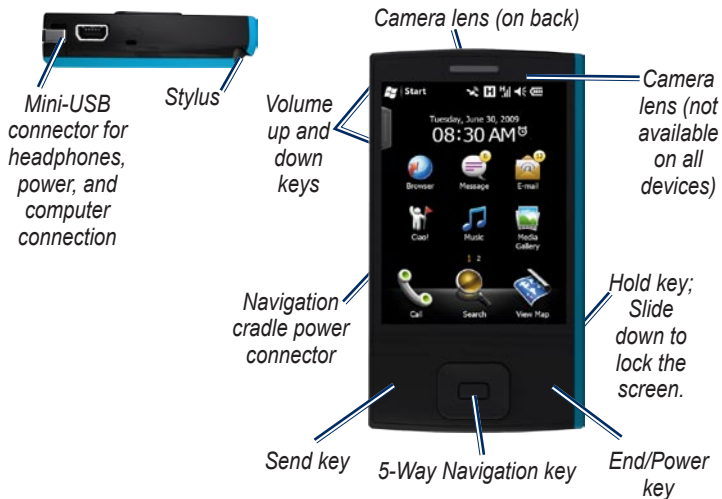 Camera lens (on back)
Mini-USB
connector for
headphones,
power, and
computer
connection
Stylus
Volume
up and
down
keys
Camera
lens (not
available
on all
devices)
Start
H
Tuesday, June 30, 2009
08:30 AM
Browser
Message
E-mail
Ciao!
Music
Media
Gallery
1 2
Call
Search
View Map
Navigation
cradle power
connector
Hold key;
Slide
down to
lock the
screen.
Send key
5-Way Navigation key
End/Power
key